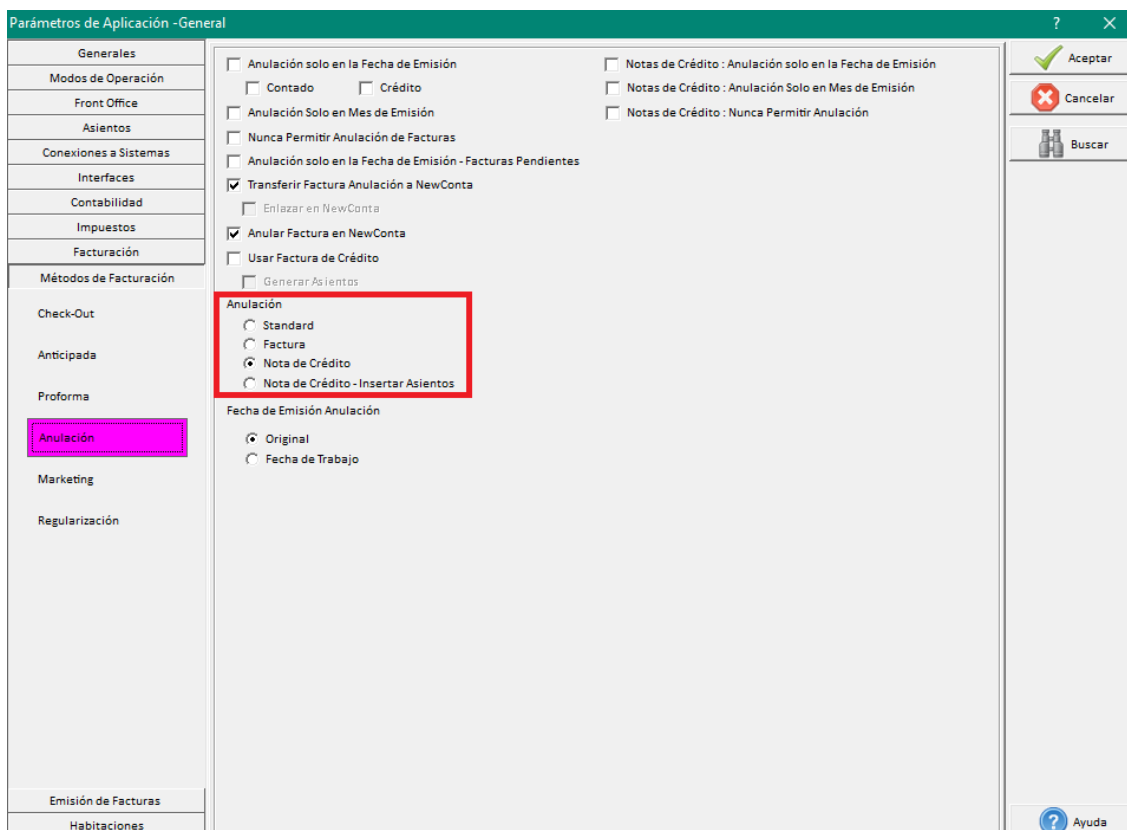 Parámetros de Aplicación -General
?
Generales
Modos de Operación
Front Office
Asientos
Conexiones a Sistemas
Interfaces
Contabilidad
Impuestos
Facturación
Métodos de Facturación
Check-Out
Anticipada
Proforma
Anulación
Marketing
Regularización
Emisión de Facturas
Habitaciones
Anulación solo en la Fecha de Emisión
Contado Crédito
Anulación Solo en Mes de Emisión
Nunca Permitir Anulación de Facturas
Anulación solo en la Fecha de Emisión - Facturas Pendientes
Transferir Factura Anulación a NewConta
Enlazar en NewConta
Anular Factura en NewConta
Usar Factura de Crédito
Generar Asientos
Anulación
Standard
Factura
Nota de Crédito
Nota de Crédito - Insertar Asientos
Fecha de Emisión Anulación
Original
Fecha de Trabajo
Notas de Crédito : Anulación solo en la Fecha de Emisión
Notas de Crédito : Anulación Solo en Mes de Emisión
Notas de Crédito : Nunca Permitir Anulación
Aceptar
Cancelar
Buscar
? Ayuda